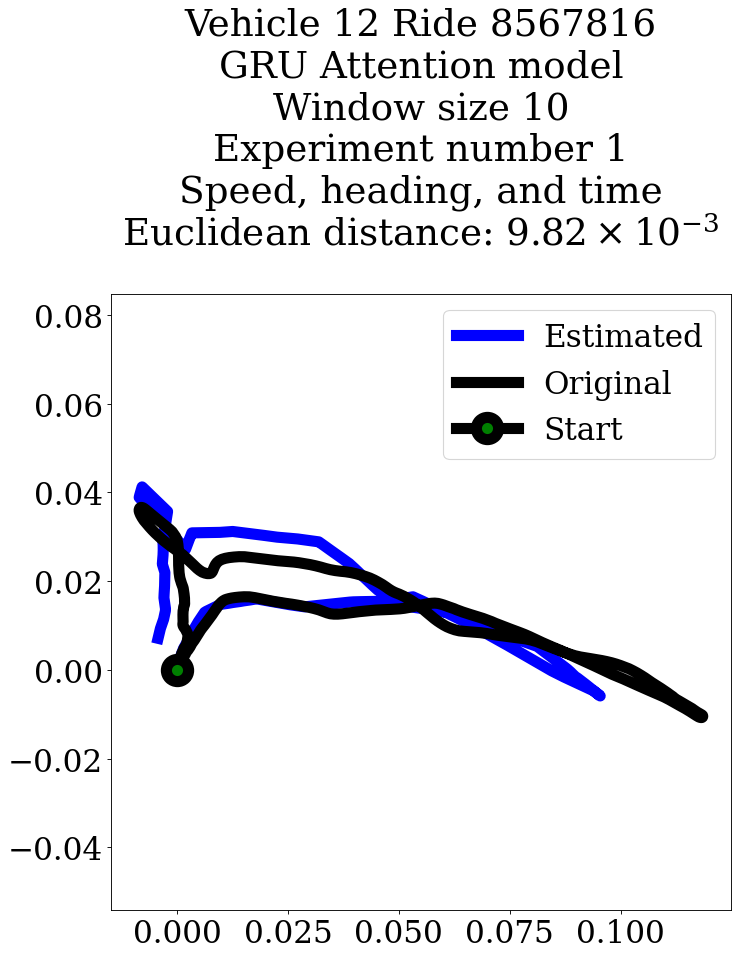 Vehicle 12 Ride 8567816
GRU Attention model
Window size 10
Experiment number 1
Speed, heading, and time
Euclidean distance: 9.82 × 10⁻³
Estimated
Original
Start
0.08
0.06
0.04
0.02
0.00
−0.02
−0.04
0.000 0.025 0.050 0.075 0.100